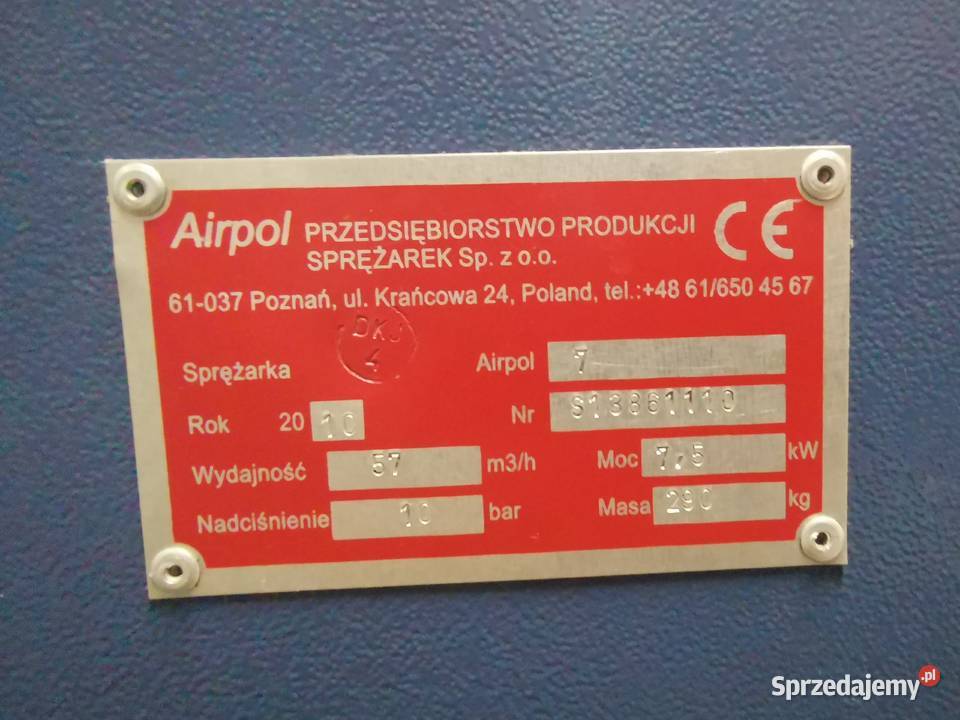 Airpol PRZEDSIĘBIORSTWO PRODUKCJI
SPRĘŻAREK Sp. z o.o.
CE
61-037 Poznań, ul. Krańcowa 24, Poland, tel.:+48 61/650 45 67
DKJ
4
Sprężarka Airpol 7
Rok 2010 Nr S13861110
Wydajność 57 m3/h Moc 7,5 kW
Nadciśnienie 10 bar Masa 290 kg
Sprzedajemy.pl